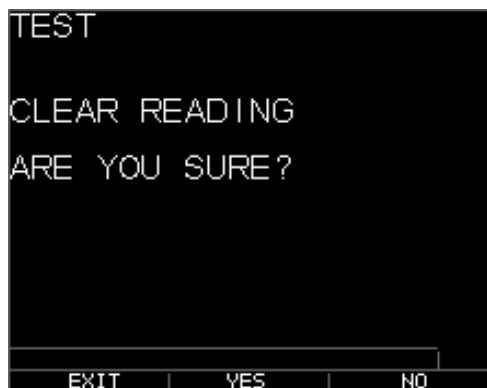 TEST
CLEAR READING
ARE YOU SURE?
EXIT YES NO